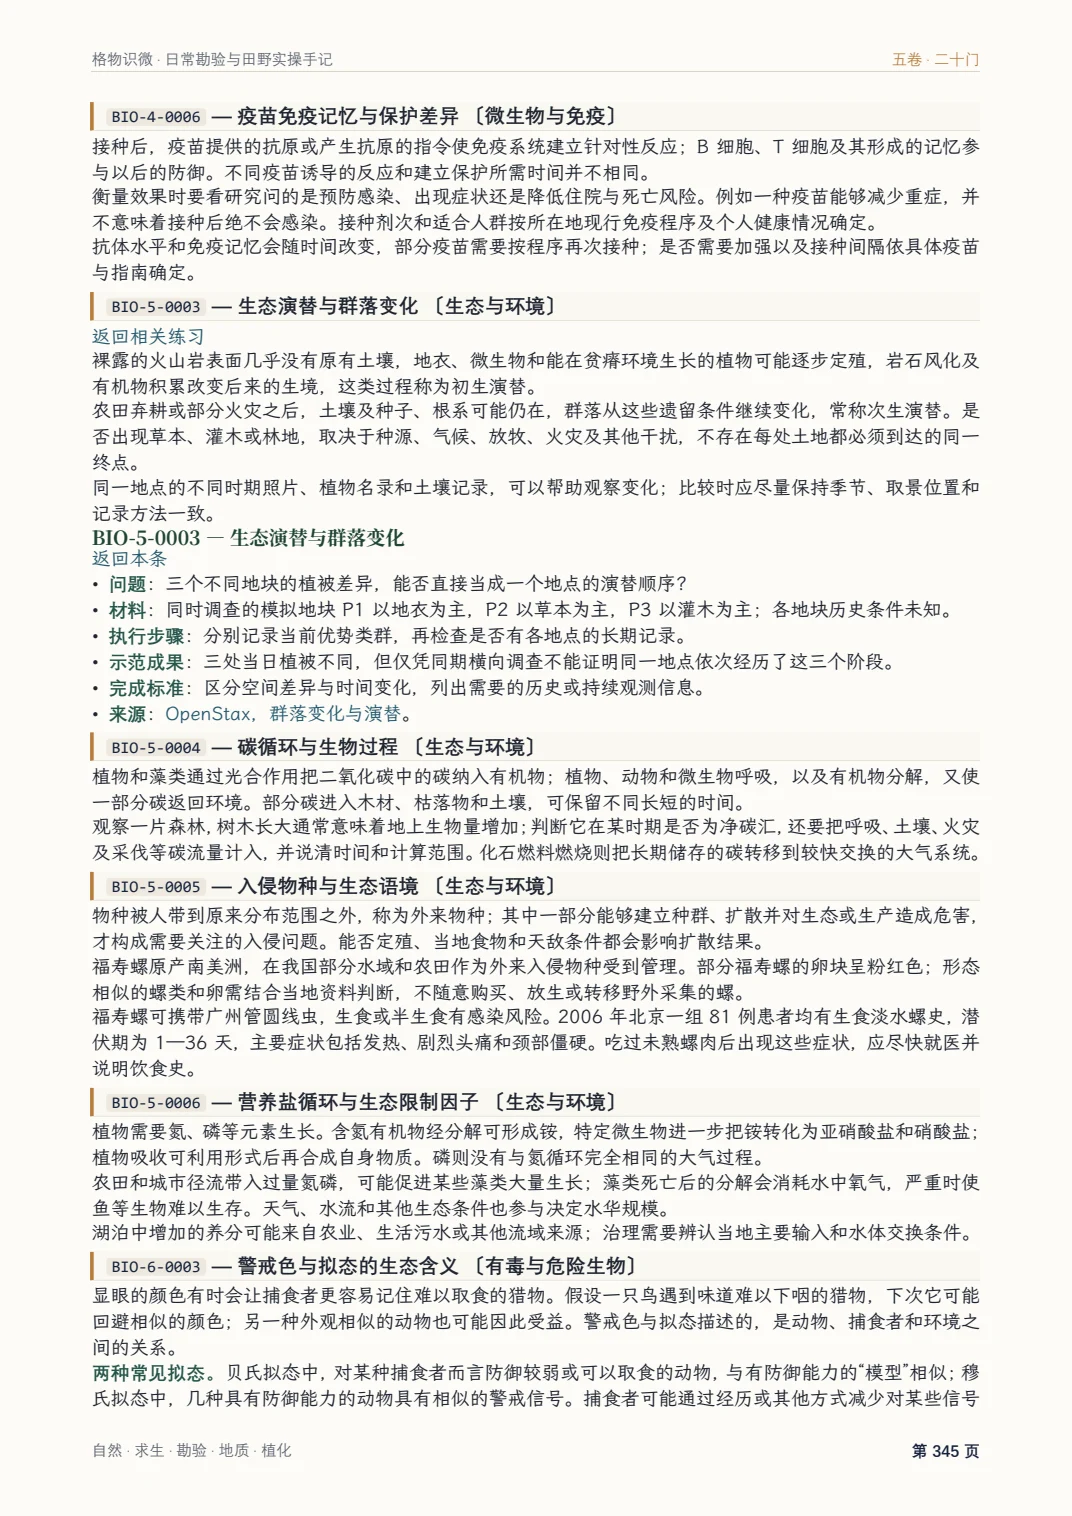 格物识微 · 日常勘验与田野实操手记
五卷 · 二十门
BIO-4-0006 — 疫苗免疫记忆与保护差异 〔微生物与免疫〕
接种后，疫苗提供的抗原或产生抗原的指令使免疫系统建立针对性反应；B 细胞、T 细胞及其形成的记忆参
与以后的防御。不同疫苗诱导的反应和建立保护所需时间并不相同。
衡量效果时要看研究问的是预防感染、出现症状还是降低住院与死亡风险。例如一种疫苗能够减少重症，并
不意味着接种后绝不会感染。接种剂次和适合人群按所在地现行免疫程序及个人健康情况确定。
抗体水平和免疫记忆会随时间改变，部分疫苗需要按程序再次接种；是否需要加强以及接种间隔依具体疫苗
与指南确定。
BIO-5-0003 — 生态演替与群落变化 〔生态与环境〕
返回相关练习
裸露的火山岩表面几乎没有原有土壤，地衣、微生物和能在贫瘠环境生长的植物可能逐步定殖，岩石风化及
有机物积累改变后来的生境，这类过程称为初生演替。
农田弃耕或部分火灾之后，土壤及种子、根系可能仍在，群落从这些遗留条件继续变化，常称次生演替。是
否出现草本、灌木或林地，取决于种源、气候、放牧、火灾及其他干扰，不存在每处土地都必须到达的同一
终点。
同一地点的不同时期照片、植物名录和土壤记录，可以帮助观察变化；比较时应尽量保持季节、取景位置和
记录方法一致。
BIO-5-0003 — 生态演替与群落变化
返回本条
• 问题：三个不同地块的植被差异，能否直接当成一个地点的演替顺序？
• 材料：同时调查的模拟地块 P1 以地衣为主，P2 以草本为主，P3 以灌木为主；各地块历史条件未知。
• 执行步骤：分别记录当前优势类群，再检查是否有各地点的长期记录。
• 示范成果：三处当日植被不同，但仅凭同期横向调查不能证明同一地点依次经历了这三个阶段。
• 完成标准：区分空间差异与时间变化，列出需要的历史或持续观测信息。
• 来源：OpenStax，群落变化与演替。
BIO-5-0004 — 碳循环与生物过程 〔生态与环境〕
植物和藻类通过光合作用把二氧化碳中的碳纳入有机物；植物、动物和微生物呼吸，以及有机物分解，又使
一部分碳返回环境。部分碳进入木材、枯落物和土壤，可保留不同长短的时间。
观察一片森林，树木长大通常意味着地上生物量增加；判断它在某时期是否为净碳汇，还要把呼吸、土壤、火灾
及采伐等碳流量计入，并说清时间和计算范围。化石燃料燃烧则把长期储存的碳转移到较快交换的大气系统。
BIO-5-0005 — 入侵物种与生态语境 〔生态与环境〕
物种被人带到原来分布范围之外，称为外来物种；其中一部分能够建立种群、扩散并对生态或生产造成危害，
才构成需要关注的入侵问题。能否定殖、当地食物和天敌条件都会影响扩散结果。
福寿螺原产南美洲，在我国部分水域和农田作为外来入侵物种受到管理。部分福寿螺的卵块呈粉红色；形态
相似的螺类和卵需结合当地资料判断，不随意购买、放生或转移野外采集的螺。
福寿螺可携带广州管圆线虫，生食或半生食有感染风险。2006 年北京一组 81 例患者均有生食淡水螺史，潜
伏期为 1—36 天，主要症状包括发热、剧烈头痛和颈部僵硬。吃过未熟螺肉后出现这些症状，应尽快就医并
说明饮食史。
BIO-5-0006 — 营养盐循环与生态限制因子 〔生态与环境〕
植物需要氮、磷等元素生长。含氮有机物经分解可形成铵，特定微生物进一步把铵转化为亚硝酸盐和硝酸盐；
植物吸收可利用形式后再合成自身物质。磷则没有与氮循环完全相同的大气过程。
农田和城市径流带入过量氮磷，可能促进某些藻类大量生长；藻类死亡后的分解会消耗水中氧气，严重时使
鱼等生物难以生存。天气、水流和其他生态条件也参与决定水华规模。
湖泊中增加的养分可能来自农业、生活污水或其他流域来源；治理需要辨认当地主要输入和水体交换条件。
BIO-6-0003 — 警戒色与拟态的生态含义 〔有毒与危险生物〕
显眼的颜色有时会让捕食者更容易记住难以取食的猎物。假设一只鸟遇到味道难以下咽的猎物，下次它可能
回避相似的颜色；另一种外观相似的动物也可能因此受益。警戒色与拟态描述的，是动物、捕食者和环境之
间的关系。
两种常见拟态。贝氏拟态中，对某种捕食者而言防御较弱或可以取食的动物，与有防御能力的“模型”相似；穆
氏拟态中，几种具有防御能力的动物具有相似的警戒信号。捕食者可能通过经历或其他方式减少对某些信号
自然 · 求生 · 勘验 · 地质 · 植化
第 345 页